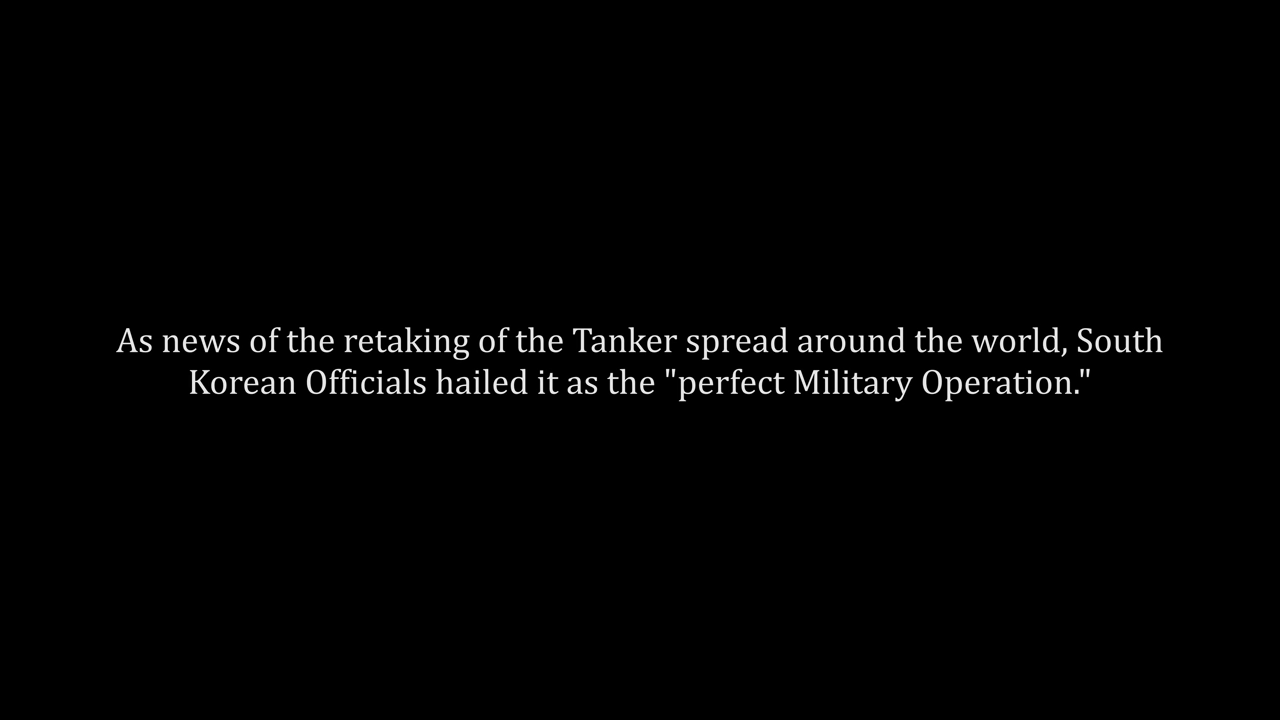 As news of the retaking of the Tanker spread around the world, South
Korean Officials hailed it as the "perfect Military Operation."